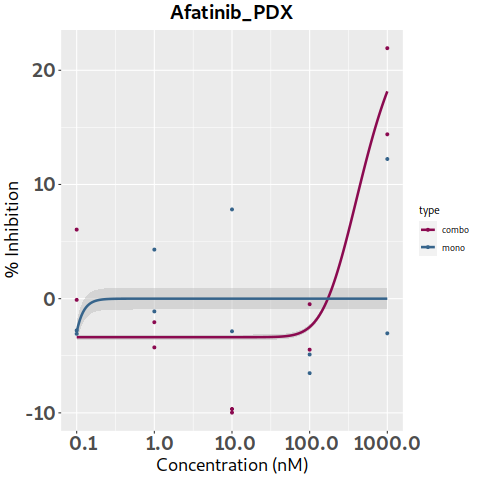 Afatinib_PDX
% Inhibition
20
10
0
-10
0.1 1.0 10.0 100.0 1000.0
Concentration (nM)
type
combo
mono